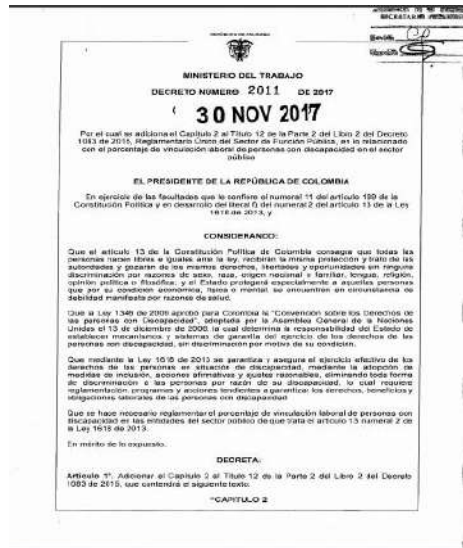 REPÚBLICA DE COLOMBIA
MINISTERIO DEL TRABAJO
DECRETO NÚMERO 2011 DE 2017
30 NOV 2017
Por el cual se adiciona el Capítulo 2 al Título 12 de la Parte 2 del Libro 2 del Decreto
1083 de 2015, Reglamentario Único del Sector de Función Pública, en lo relacionado
con el porcentaje de vinculación laboral de personas con discapacidad en el sector
público
EL PRESIDENTE DE LA REPÚBLICA DE COLOMBIA
En ejercicio de las facultades que le confiere el numeral 11 del artículo 189 de la
Constitución Política y en desarrollo del literal f) del numeral 2 del artículo 13 de la Ley
1618 de 2013, y
CONSIDERANDO:
Que el artículo 13 de la Constitución Política de Colombia consagra que todas las
personas nacen libres e iguales ante la ley, recibirán la misma protección y trato de las
autoridades y gozarán de los mismos derechos, libertades y oportunidades sin ninguna
discriminación por razones de sexo, raza, origen nacional o familiar, lengua, religión,
opinión política o filosófica; y el Estado protegerá especialmente a aquellas personas
que por su condición económica, física o mental, se encuentren en circunstancia de
debilidad manifiesta por razones de salud.
Que la Ley 1346 de 2009 aprobó para Colombia la "Convención sobre los Derechos de
las personas con Discapacidad", adoptada por la Asamblea General de la Naciones
Unidas el 13 de diciembre de 2006, la cual determina la responsabilidad del Estado de
establecer mecanismos y sistemas de garantía del ejercicio de los derechos de las
personas con discapacidad, sin discriminación por motivo de su condición.
Que mediante la Ley 1618 de 2013 se garantiza y asegura el ejercicio efectivo de los
derechos de las personas en situación de discapacidad, mediante la adopción de
medidas de inclusión, acciones afirmativas y ajustes razonables, eliminando toda forma
de discriminación a las personas por razón de su discapacidad, lo cual requiere
reglamentación, programas y acciones tendientes a garantizar los derechos, beneficios y
obligaciones laborales de las personas con discapacidad
Que se hace necesario reglamentar el porcentaje de vinculación laboral de personas con
discapacidad en las entidades del sector público de que trata el artículo 13 numeral 2 de
la Ley 1618 de 2013.
En mérito de lo expuesto,
DECRETA:
Artículo 1°. Adicionar el Capítulo 2 al Título 12 de la Parte 2 del Libro 2 del Decreto
1083 de 2015, que contendrá el siguiente texto:
"CAPITULO 2